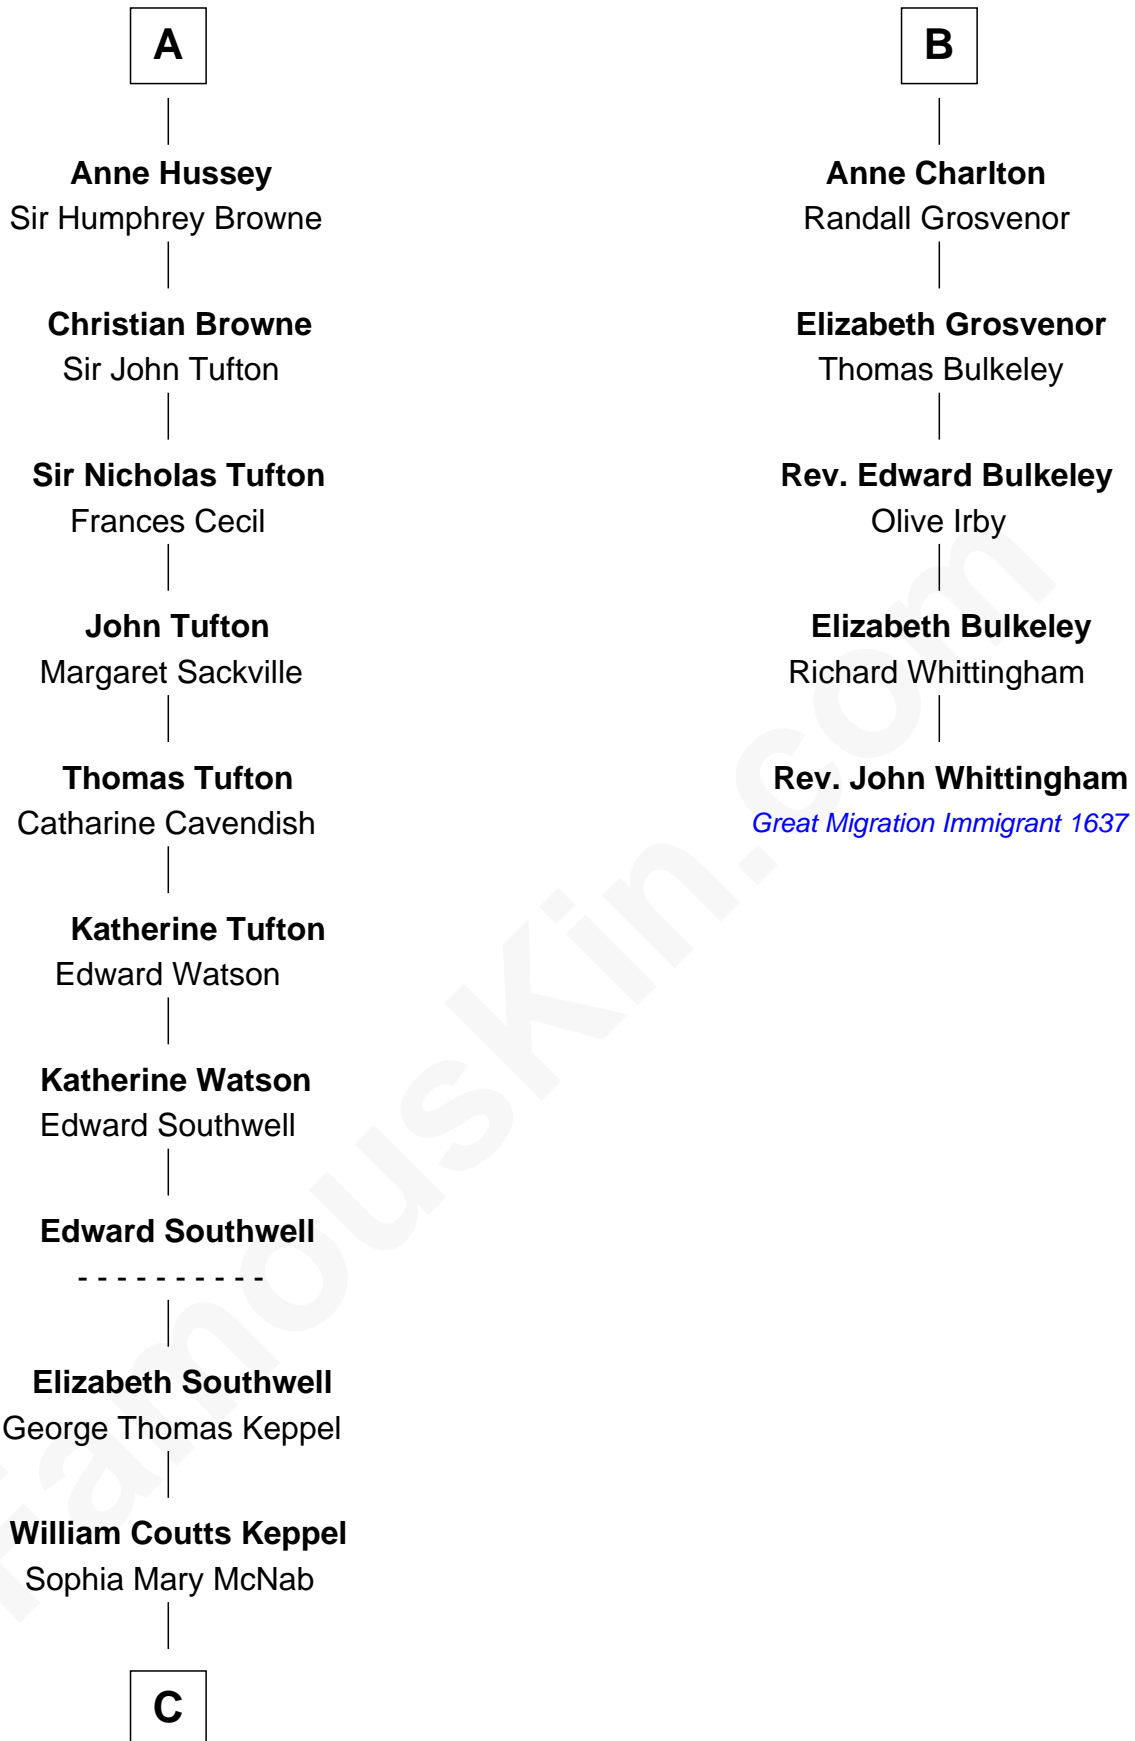 A
Anne Hussey
Sir Humphrey Browne
Christian Browne
Sir John Tufton
Sir Nicholas Tufton
Frances Cecil
John Tufton
Margaret Sackville
Thomas Tufton
Catharine Cavendish
Katherine Tufton
Edward Watson
Katherine Watson
Edward Southwell
Edward Southwell
- - - - - - - - - -
Elizabeth Southwell
George Thomas Keppel
William Coutts Keppel
Sophia Mary McNab
C
B
Anne Charlton
Randall Grosvenor
Elizabeth Grosvenor
Thomas Bulkeley
Rev. Edward Bulkeley
Olive Irby
Elizabeth Bulkeley
Richard Whittingham
Rev. John Whittingham
Great Migration Immigrant 1637
FamousKin.com